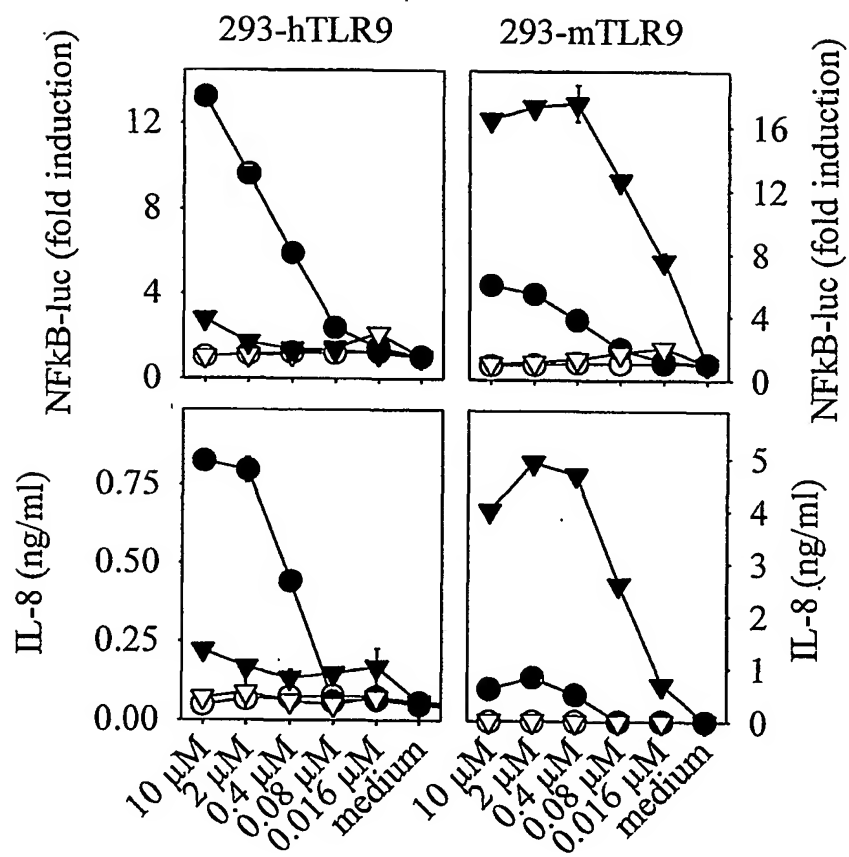 293-hTLR9
293-mTLR9
NFkB-luc (fold induction)
12
8
4
0
16
12
8
4
0
NFkB-luc (fold induction)
IL-8 (ng/ml)
0.75
0.50
0.25
0.00
5
4
3
2
1
0
IL-8 (ng/ml)
10 µM
2 µM
0.4 µM
0.08 µM
0.016 µM
medium
10 µM
2 µM
0.4 µM
0.08 µM
0.016 µM
medium